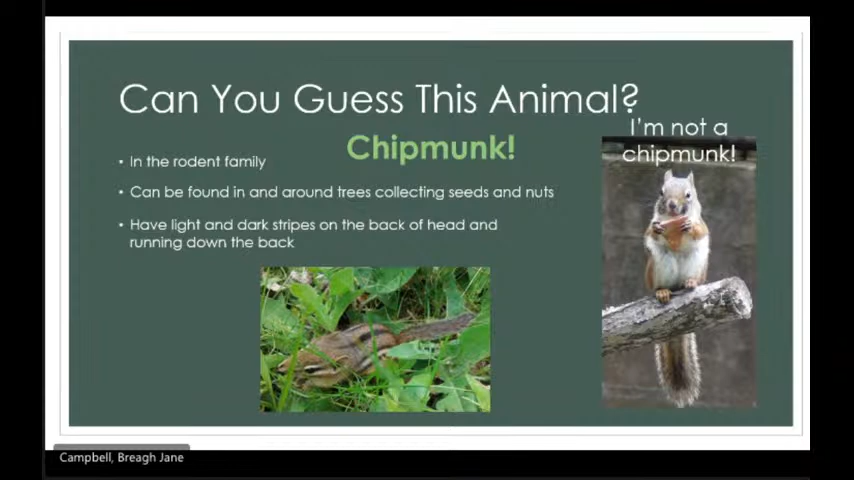 Can You Guess This Animal?
I'm not a
chipmunk!
Chipmunk!
• In the rodent family
• Can be found in and around trees collecting seeds and nuts
• Have light and dark stripes on the back of head and
running down the back
Campbell, Breagh Jane